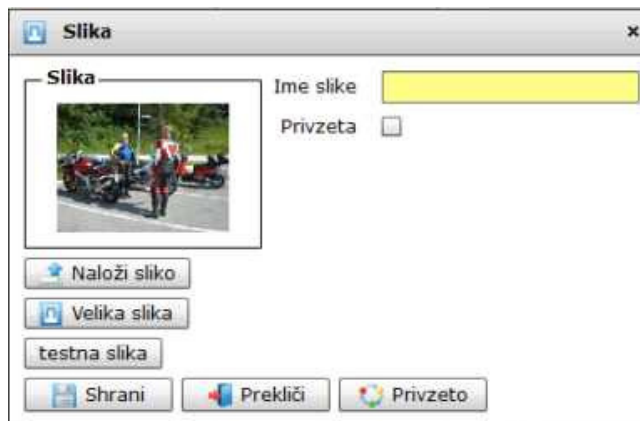 Slika
x
Slika
Ime slike
Privzeta
Naloži sliko
Velika slika
testna slika
Shrani Prekliči Privzeto